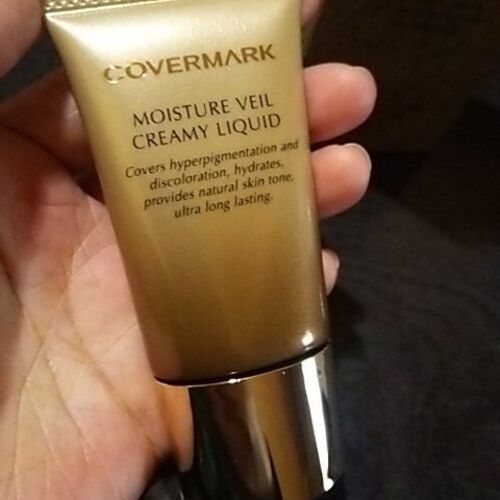 COVERMARK
MOISTURE VEIL
CREAMY LIQUID
Covers hyperpigmentation and
discoloration, hydrates,
provides natural skin tone,
ultra long lasting.